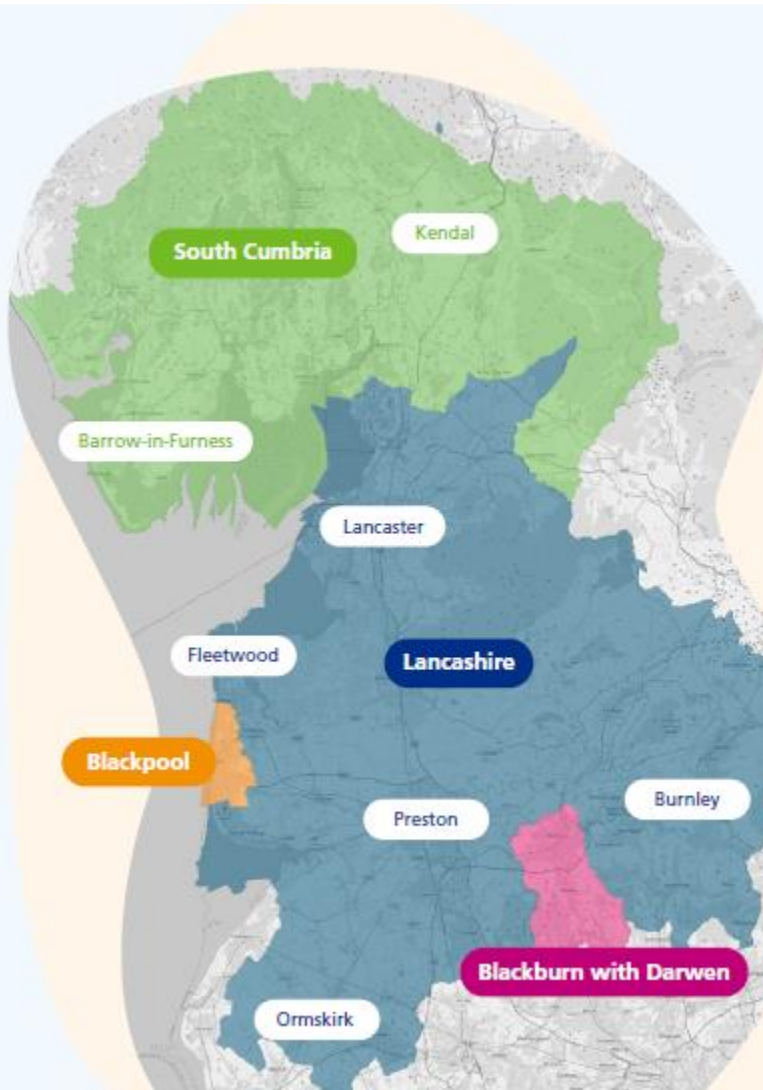 Kendal
South Cumbria
Barrow-in-Furness
Lancaster
Fleetwood
Lancashire
Blackpool
Burnley
Preston
Blackburn with Darwen
Ormskirk